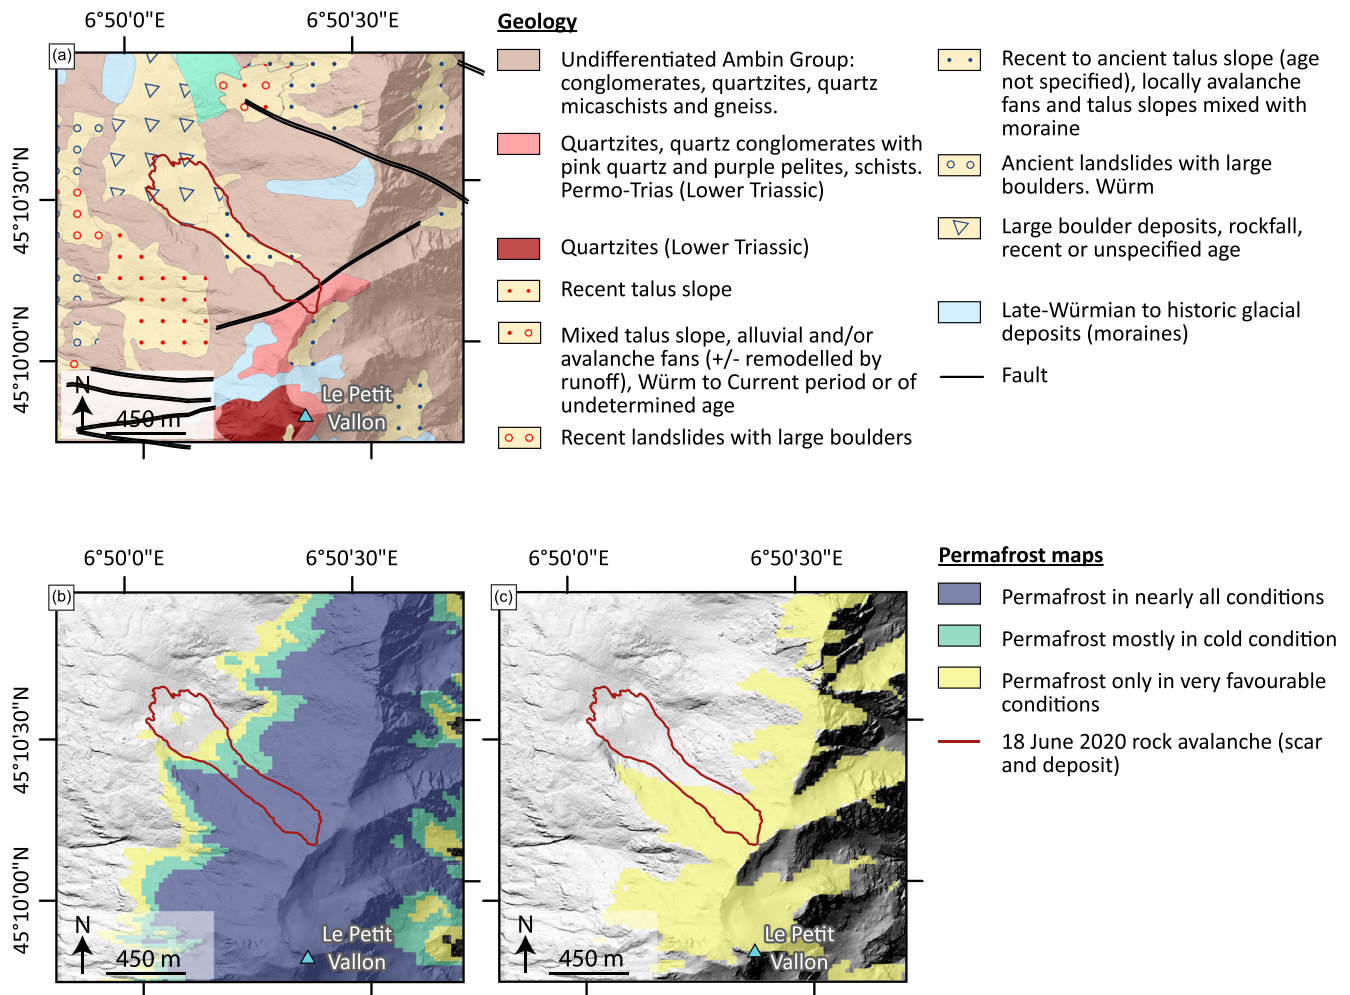 6°50'0"E
6°50'30"E
(a)
45°10'30"N
45°10'00"N
N
450 m
Le Petit
Vallon
Geology
Undifferentiated Ambin Group:
conglomerates, quartzites, quartz
micaschists and gneiss.
Quartzites, quartz conglomerates with
pink quartz and purple pelites, schists.
Permo-Trias (Lower Triassic)
Quartzites (Lower Triassic)
Recent talus slope
Mixed talus slope, alluvial and/or
avalanche fans (+/- remodelled by
runoff), Würm to Current period or of
undetermined age
Recent landslides with large boulders
Recent to ancient talus slope (age
not specified), locally avalanche
fans and talus slopes mixed with
moraine
Ancient landslides with large
boulders. Würm
Large boulder deposits, rockfall,
recent or unspecified age
Late-Würmian to historic glacial
deposits (moraines)
Fault
6°50'0"E
6°50'30"E
(b)
45°10'30"N
45°10'00"N
N
450 m
Le Petit
Vallon
6°50'0"E
6°50'30"E
(c)
N
450 m
Le Petit
Vallon
Permafrost maps
Permafrost in nearly all conditions
Permafrost mostly in cold condition
Permafrost only in very favourable
conditions
18 June 2020 rock avalanche (scar
and deposit)